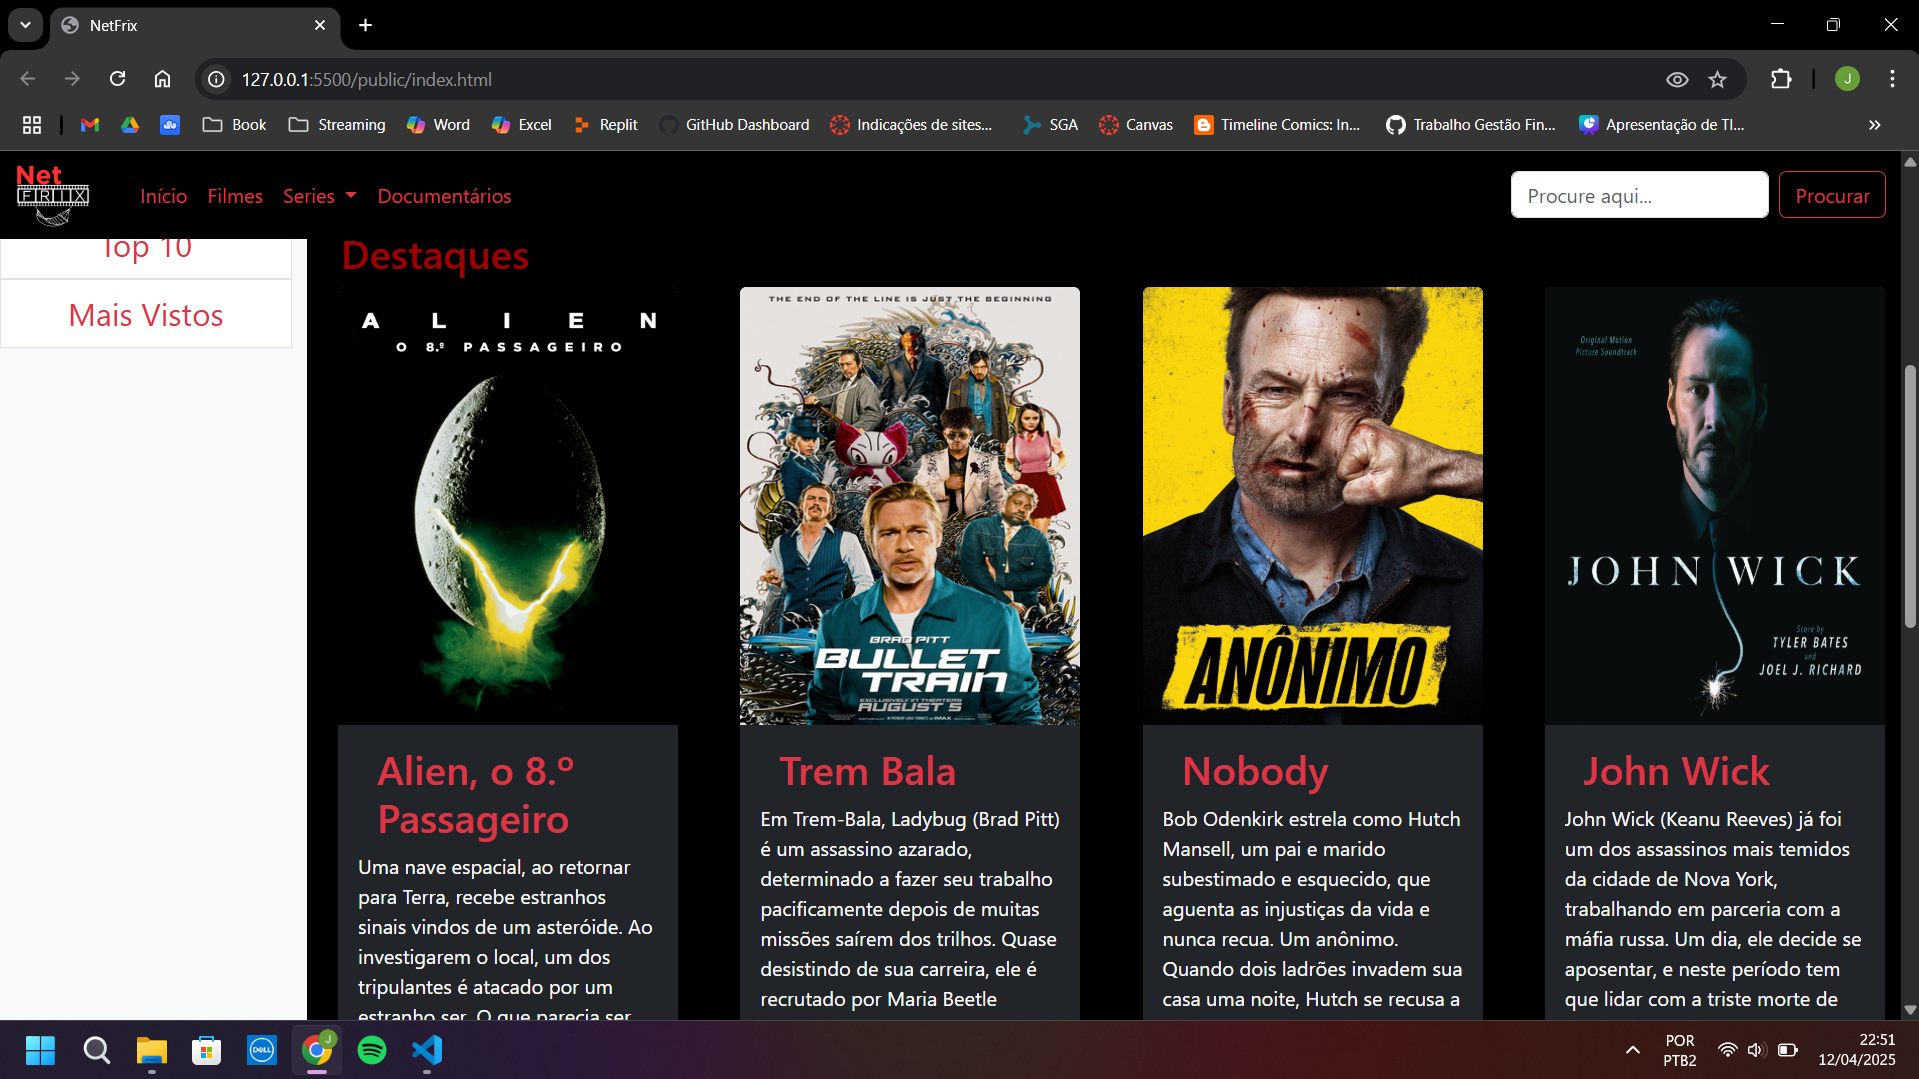 NetFrix
127.0.0.1:5500/public/index.html
J
Book
Streaming
Word
Excel
Replit
GitHub Dashboard
Indicações de sites...
SGA
Canvas
Timeline Comics: In...
Trabalho Gestão Fin...
Apresentação de TI...
Net
FIRIIX
Início
Filmes
Series
Documentários
Procure aqui...
Procurar
Top 10
Mais Vistos
Destaques
ALIEN
O 8.º PASSAGEIRO
THE END OF THE LINE IS JUST THE BEGINNING
BRAD PITT
BULLET
TRAIN
EXCLUSIVELY IN THEATERS
AUGUST 5
ANÔNIMO
Original Motion
Picture Soundtrack
JOHN WICK
Score by
TYLER BATES
and
JOEL J. RICHARD
Alien, o 8.º
Passageiro
Uma nave espacial, ao retornar
para Terra, recebe estranhos
sinais vindos de um asteróide. Ao
investigarem o local, um dos
tripulantes é atacado por um
estranho ser. O que parecia ser
Trem Bala
Em Trem-Bala, Ladybug (Brad Pitt)
é um assassino azarado,
determinado a fazer seu trabalho
pacificamente depois de muitas
missões saírem dos trilhos. Quase
desistindo de sua carreira, ele é
recrutado por Maria Beetle
Nobody
Bob Odenkirk estrela como Hutch
Mansell, um pai e marido
subestimado e esquecido, que
aguenta as injustiças da vida e
nunca recua. Um anônimo.
Quando dois ladrões invadem sua
casa uma noite, Hutch se recusa a
John Wick
John Wick (Keanu Reeves) já foi
um dos assassinos mais temidos
da cidade de Nova York,
trabalhando em parceria com a
máfia russa. Um dia, ele decide se
aposentar, e neste período tem
que lidar com a triste morte de
DELL
J
POR
PTB2
22:51
12/04/2025